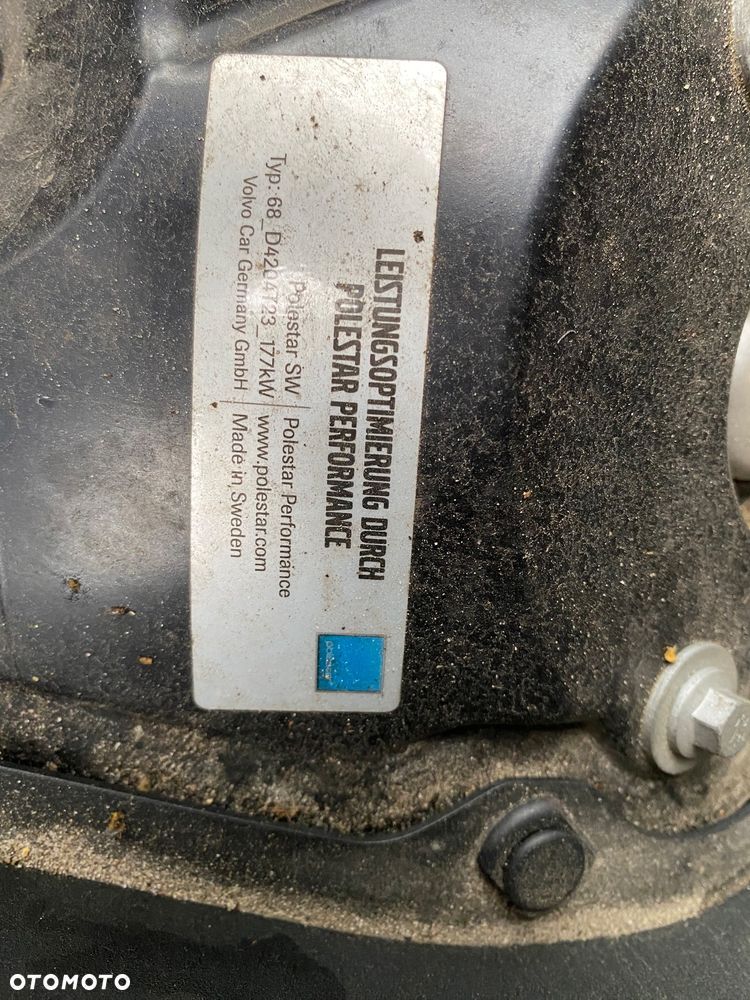 LEISTUNGSOPTIMIERUNG DURCH
POLESTAR PERFORMANCE
Polestar SW | Polestar Performance
Typ: 68_D4204T23_177kW | www.polestar.com
Volvo Car Germany GmbH | Made in Sweden
polestar
OTOMOTO